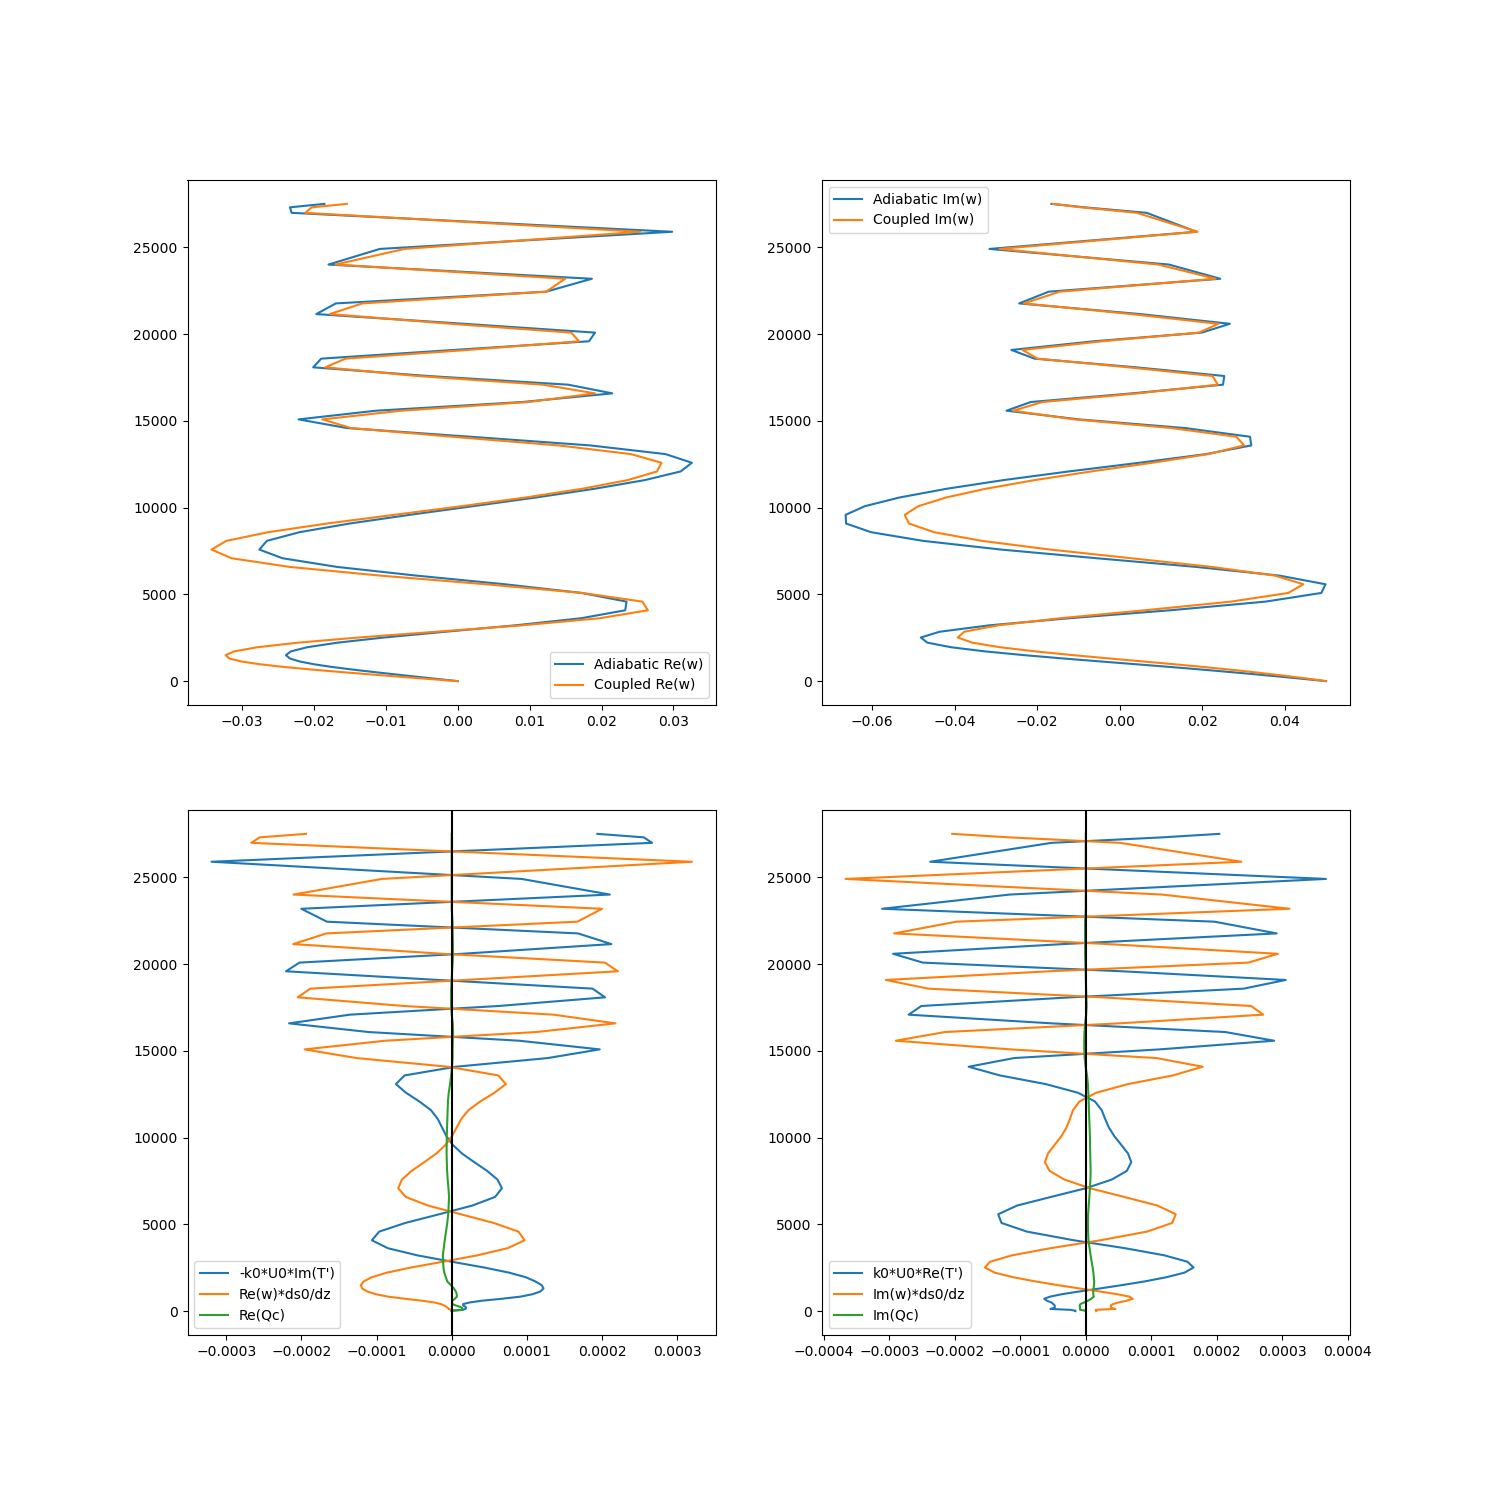 25000
20000
15000
10000
5000
0
Adiabatic Re(w)
Coupled Re(w)
−0.03 −0.02 −0.01 0.00 0.01 0.02 0.03
Adiabatic Im(w)
Coupled Im(w)
25000
20000
15000
10000
5000
0
−0.06 −0.04 −0.02 0.00 0.02 0.04
25000
20000
15000
10000
5000
0
-k0*U0*Im(T')
Re(w)*ds0/dz
Re(Qc)
−0.0003 −0.0002 −0.0001 0.0000 0.0001 0.0002 0.0003
25000
20000
15000
10000
5000
0
k0*U0*Re(T')
Im(w)*ds0/dz
Im(Qc)
−0.0004 −0.0003 −0.0002 −0.0001 0.0000 0.0001 0.0002 0.0003 0.0004